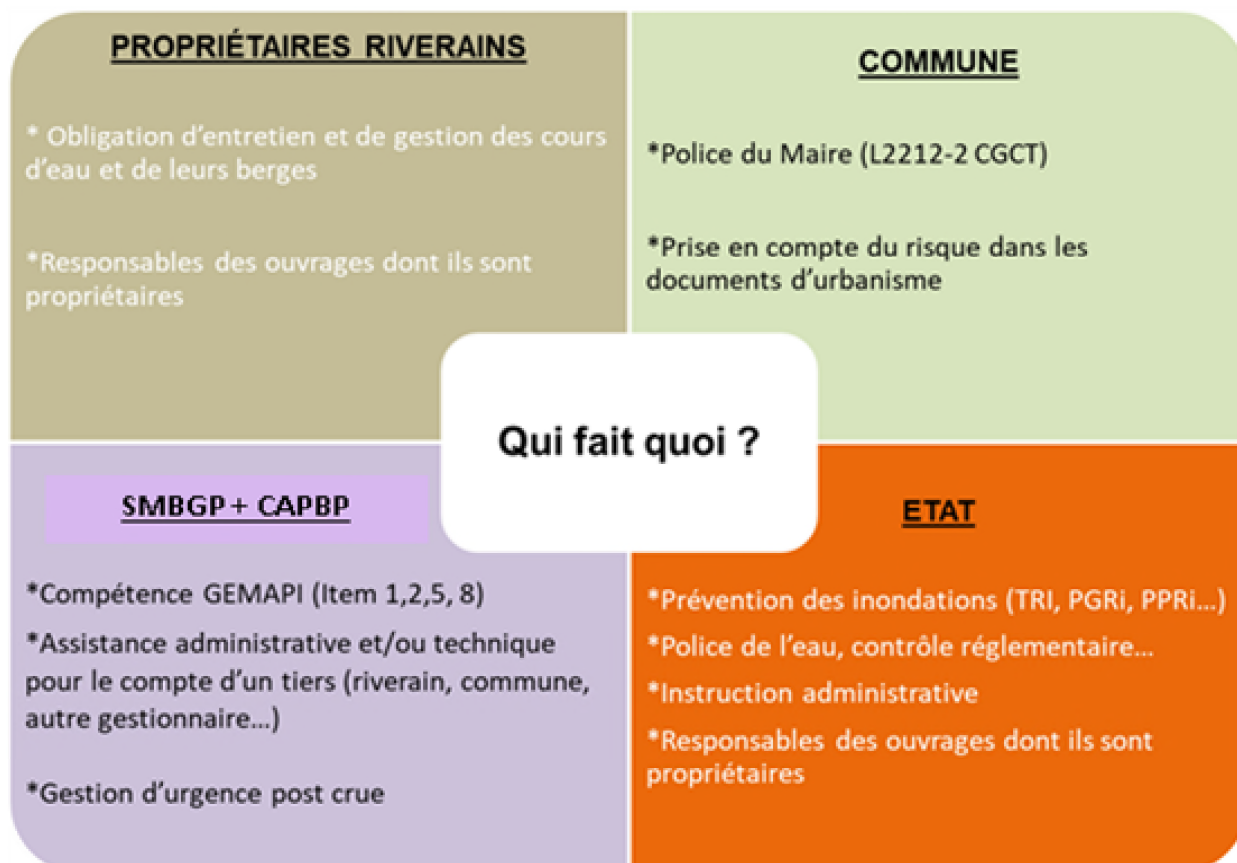 PROPRIÉTAIRES RIVERAINS
* Obligation d'entretien et de gestion des cours
d'eau et de leurs berges
*Responsables des ouvrages dont ils sont
propriétaires
COMMUNE
*Police du Maire (L2212-2 CGCT)
*Prise en compte du risque dans les
documents d'urbanisme
Qui fait quoi ?
SMBGP + CAPBP
*Compétence GEMAPI (Item 1,2,5, 8)
*Assistance administrative et/ou technique
pour le compte d'un tiers (riverain, commune,
autre gestionnaire…)
*Gestion d'urgence post crue
ETAT
*Prévention des inondations (TRI, PGRi, PPRi…)
*Police de l'eau, contrôle réglementaire…
*Instruction administrative
*Responsables des ouvrages dont ils sont
propriétaires